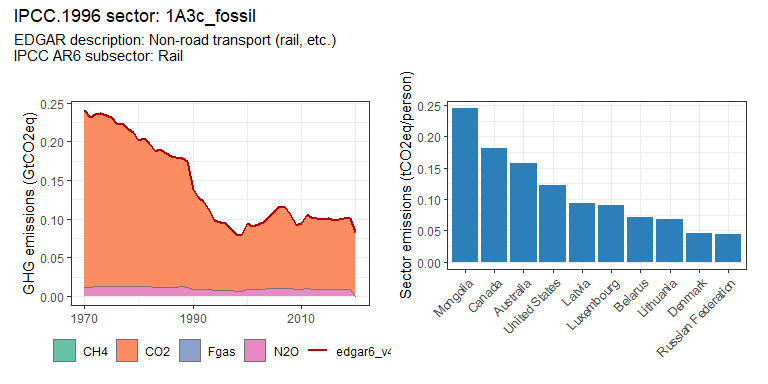 IPCC.1996 sector: 1A3c_fossil
EDGAR description: Non-road transport (rail, etc.)
IPCC AR6 subsector: Rail
GHG emissions (GtCO2eq)
0.25
0.20
0.15
0.10
0.05
0.00
1970
1990
2010
CH4
CO2
Fgas
N2O
edgar6_v4
Sector emissions (tCO2eq/person)
0.25
0.20
0.15
0.10
0.05
0.00
Mongolia
Canada
Australia
United States
Latvia
Luxembourg
Belarus
Lithuania
Denmark
Russian Federation